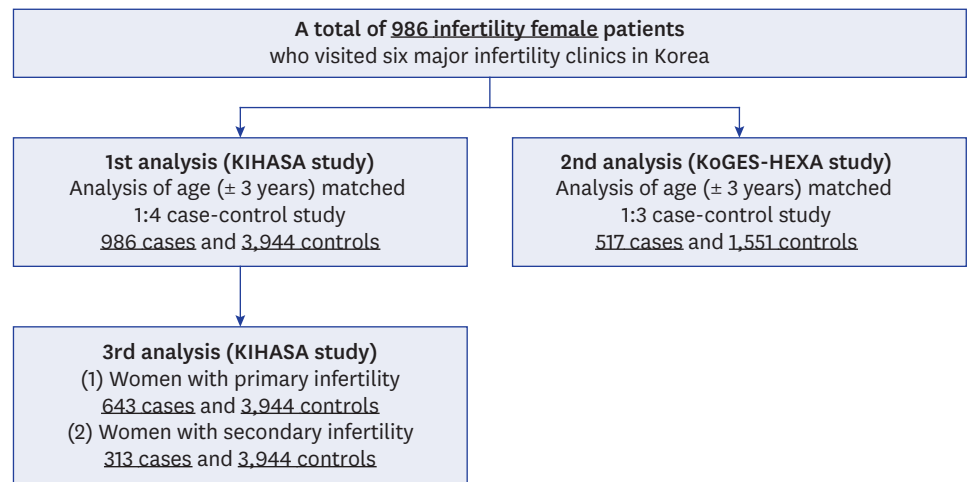 A total of 986 infertility female patients
who visited six major infertility clinics in Korea
1st analysis (KIHASA study)
Analysis of age (± 3 years) matched
1:4 case-control study
986 cases and 3,944 controls
2nd analysis (KoGES-HEXA study)
Analysis of age (± 3 years) matched
1:3 case-control study
517 cases and 1,551 controls
3rd analysis (KIHASA study)
(1) Women with primary infertility
643 cases and 3,944 controls
(2) Women with secondary infertility
313 cases and 3,944 controls